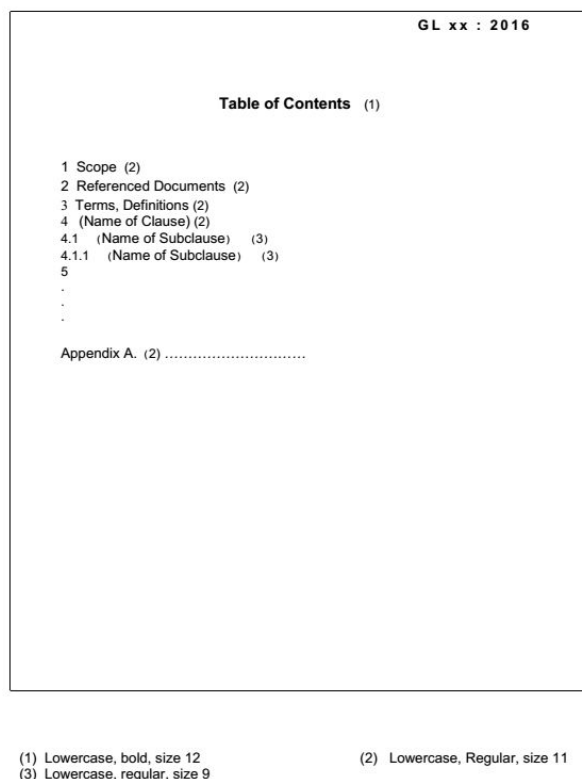 GL xx : 2016
Table of Contents (1)
1 Scope (2)
2 Referenced Documents (2)
3 Terms, Definitions (2)
4 (Name of Clause) (2)
4.1 (Name of Subclause) (3)
4.1.1 (Name of Subclause) (3)
5
.
.
.
Appendix A. (2) ..............................
(1) Lowercase, bold, size 12 (2) Lowercase, Regular, size 11
(3) Lowercase, regular, size 9